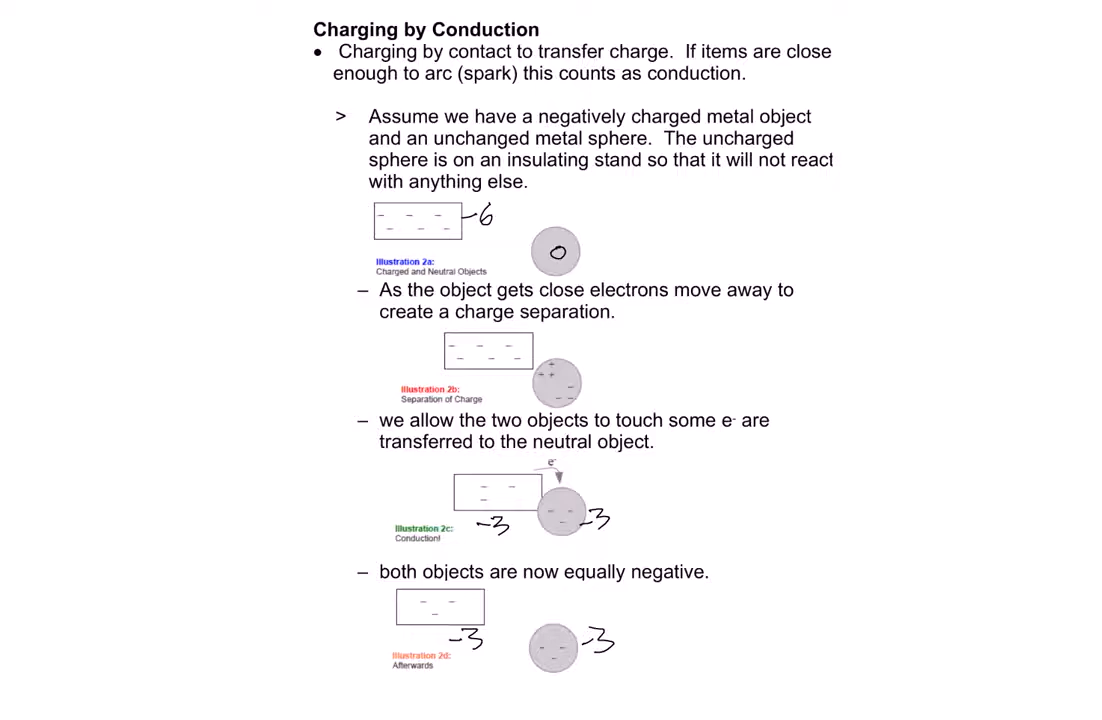 Charging by Conduction
• Charging by contact to transfer charge. If items are close
enough to arc (spark) this counts as conduction.
> Assume we have a negatively charged metal object
and an unchanged metal sphere. The uncharged
sphere is on an insulating stand so that it will not react
with anything else.
- - -
- - -
-6
0
Illustration 2a:
Charged and Neutral Objects
– As the object gets close electrons move away to
create a charge separation.
- - -
- - -
+
+ +
-
- -
Illustration 2b:
Separation of Charge
– we allow the two objects to touch some e- are
transferred to the neutral object.
e-
- -
-
- -
-
-3
-3
Illustration 2c:
Conduction!
– both objects are now equally negative.
- -
-
-3
- -
-
-3
Illustration 2d:
Afterwards